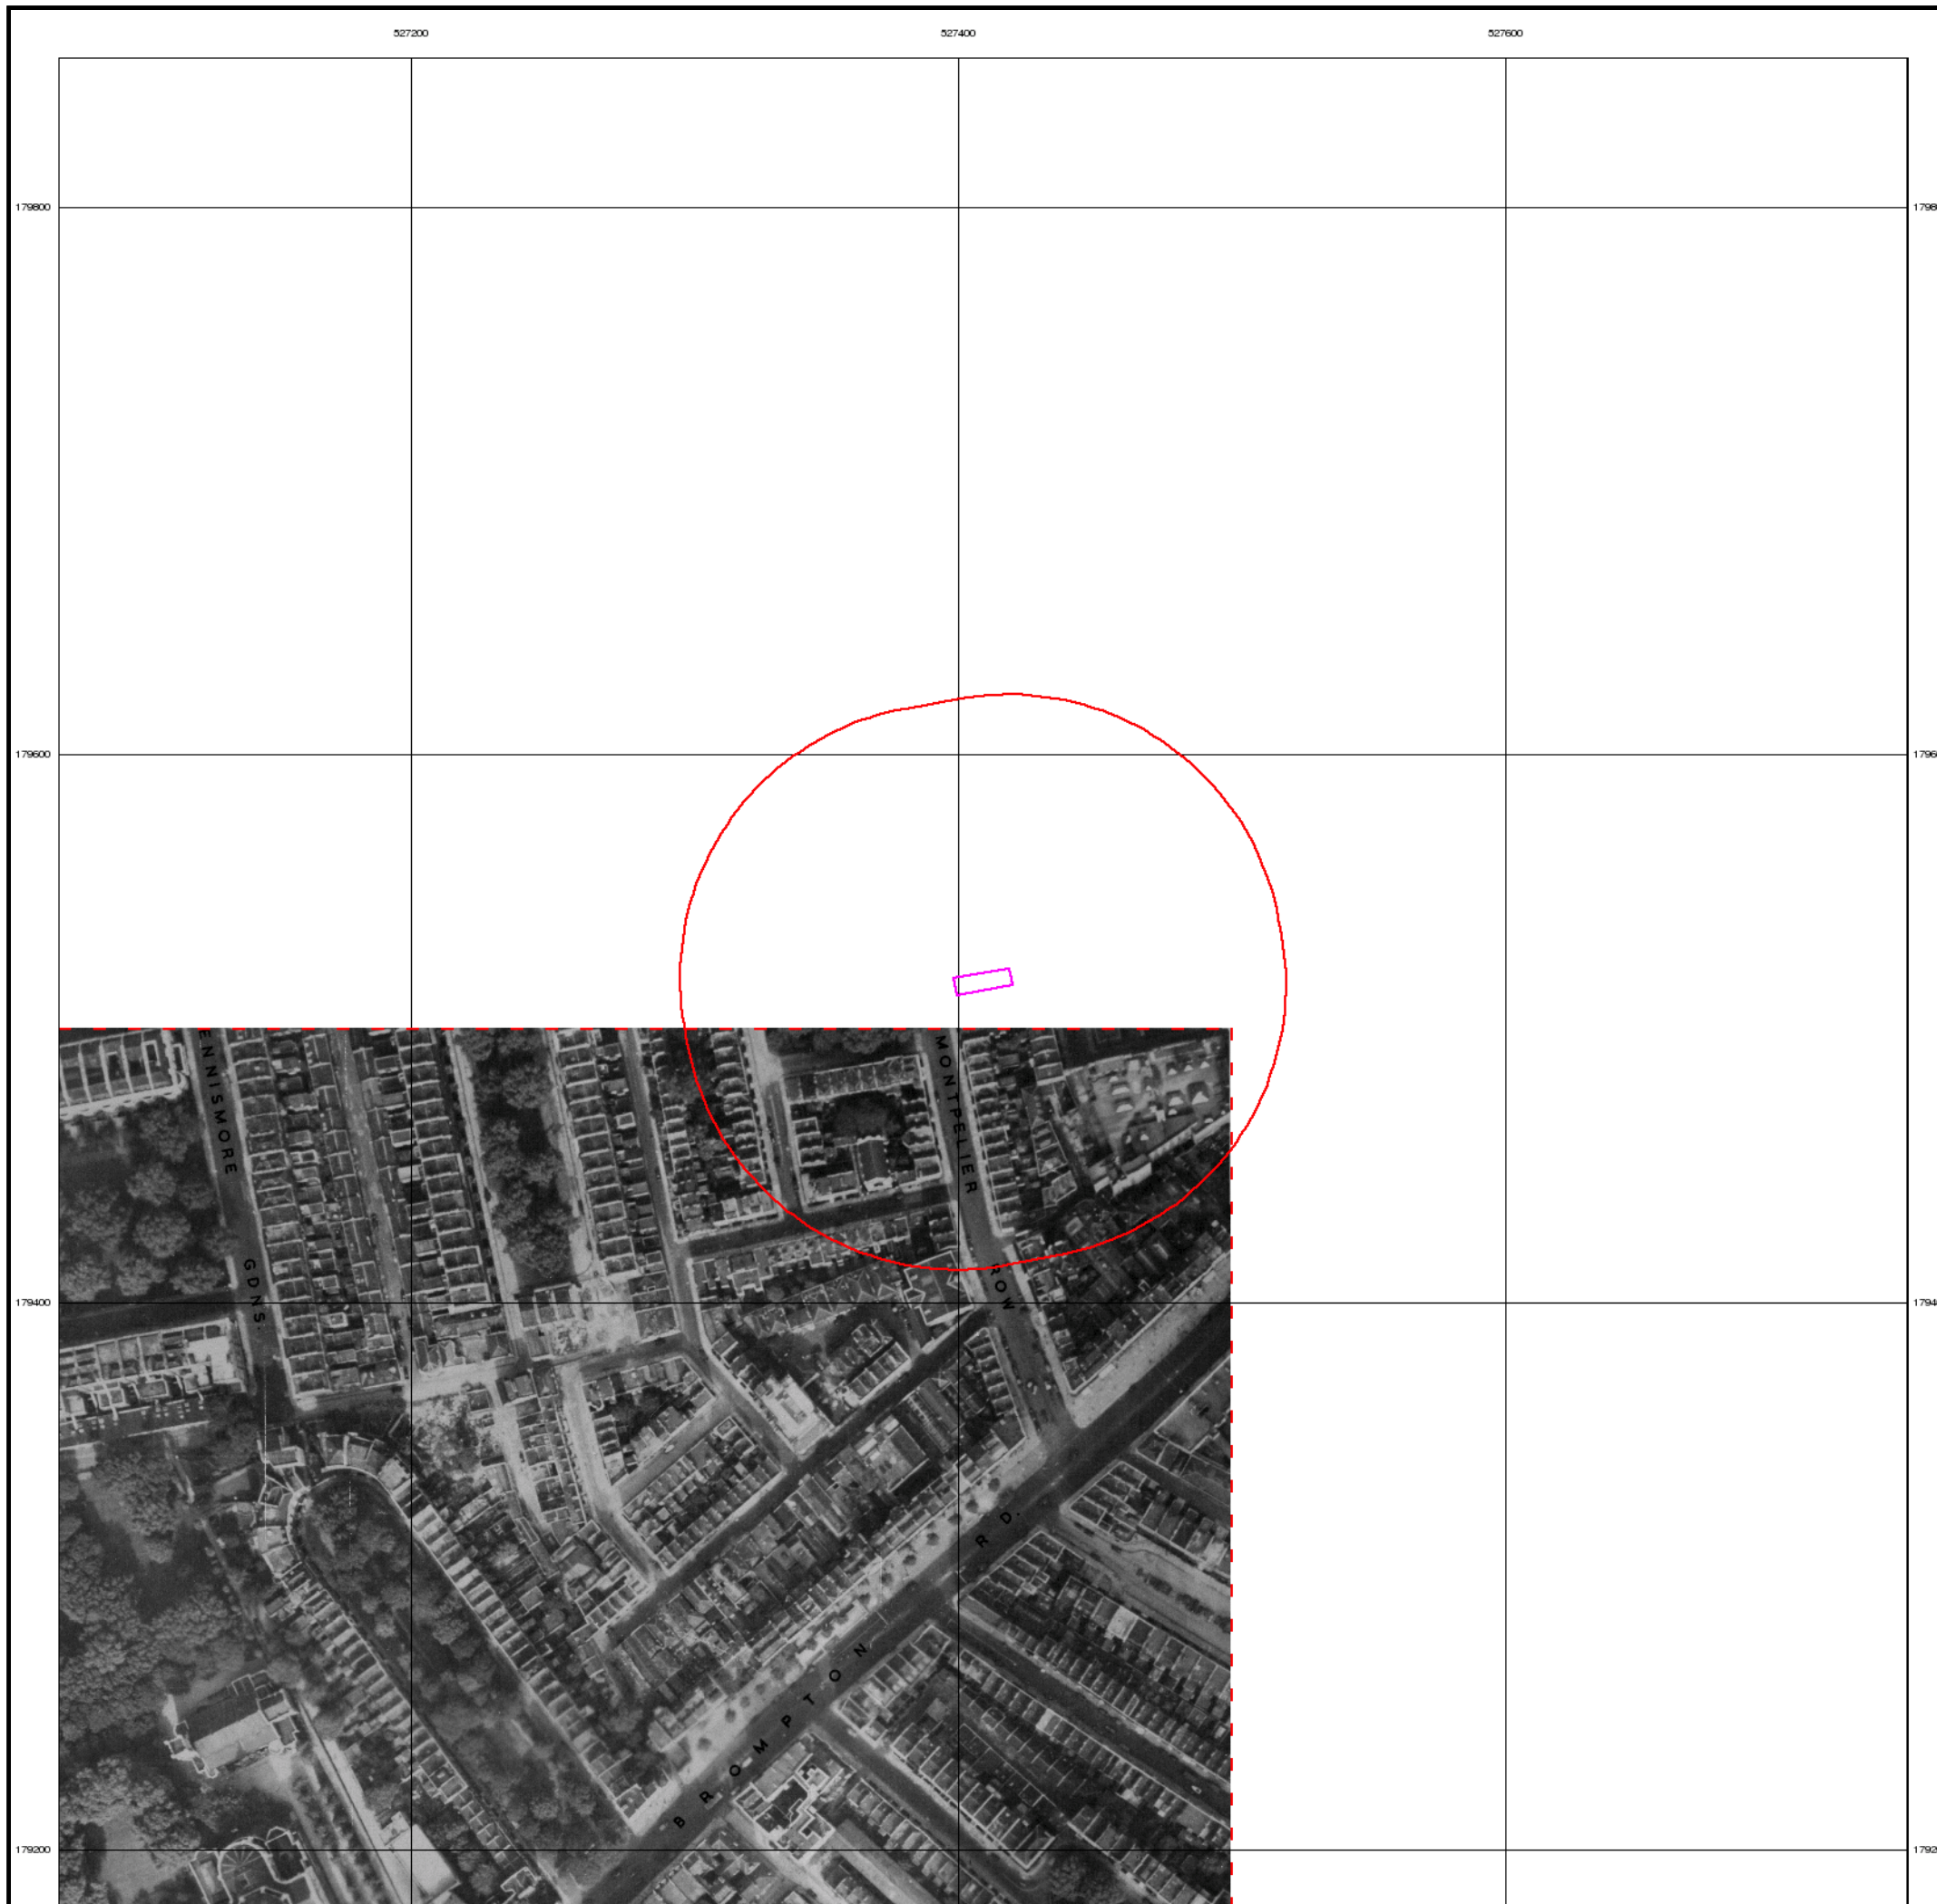 527200 527400 527600
179800
179600
179400
179200
ENNISMORE
GDNS.
MONTPELIER
ROW
BROMPTON RD.